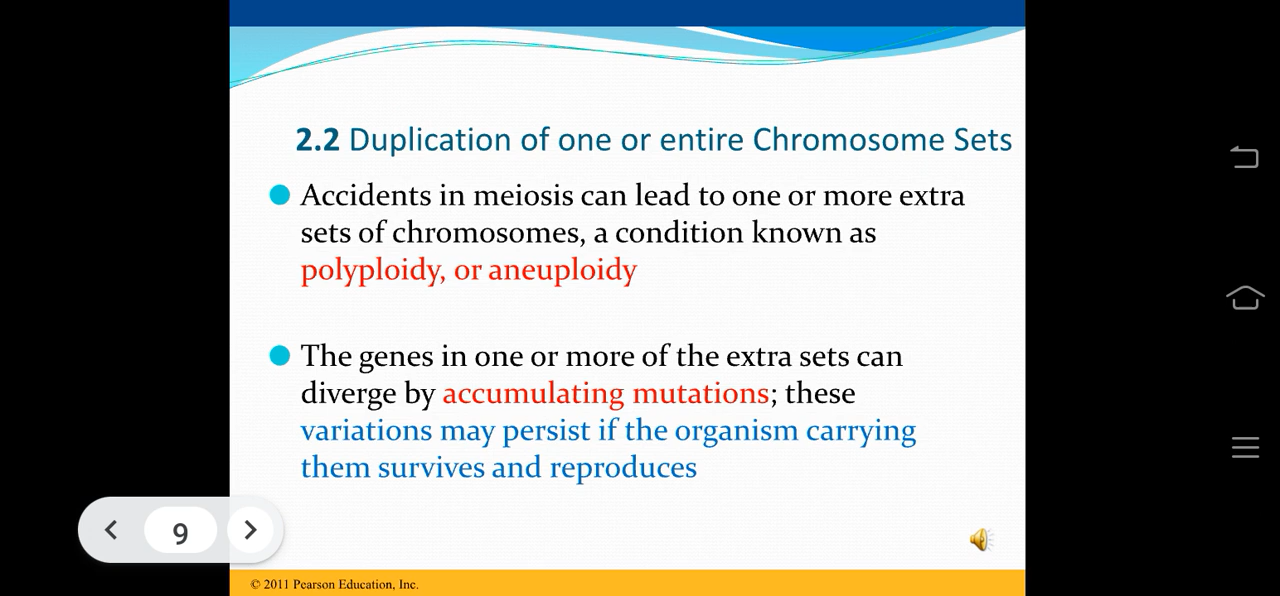 2.2 Duplication of one or entire Chromosome Sets
Accidents in meiosis can lead to one or more extra
sets of chromosomes, a condition known as
polyploidy, or aneuploidy
The genes in one or more of the extra sets can
diverge by accumulating mutations; these
variations may persist if the organism carrying
them survives and reproduces
9
© 2011 Pearson Education, Inc.